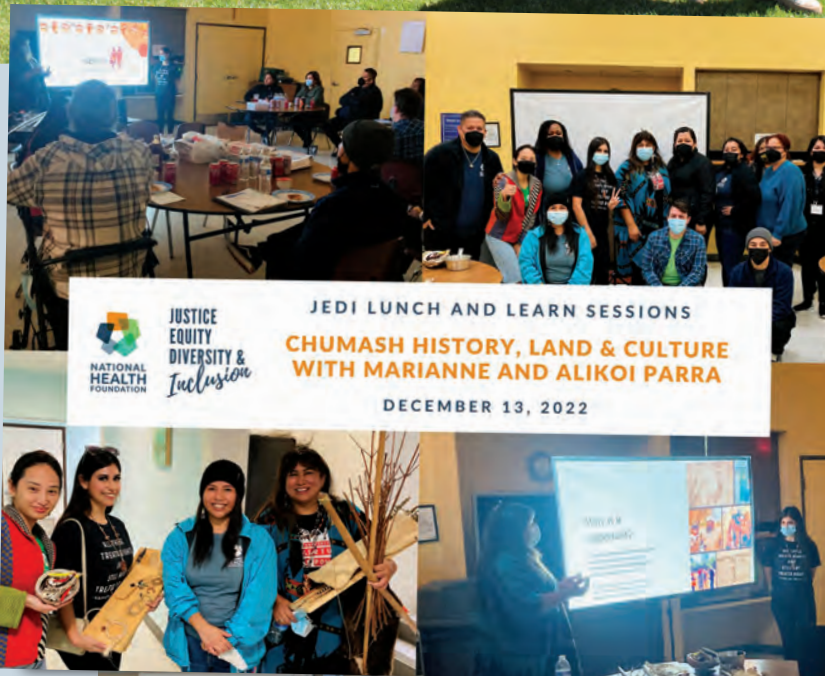 JEDI LUNCH AND LEARN SESSIONS
CHUMASH HISTORY, LAND & CULTURE
WITH MARIANNE AND ALIKOI PARRA
DECEMBER 13, 2022
NATIONAL
HEALTH
FOUNDATION
JUSTICE
EQUITY
DIVERSITY &
Inclusion